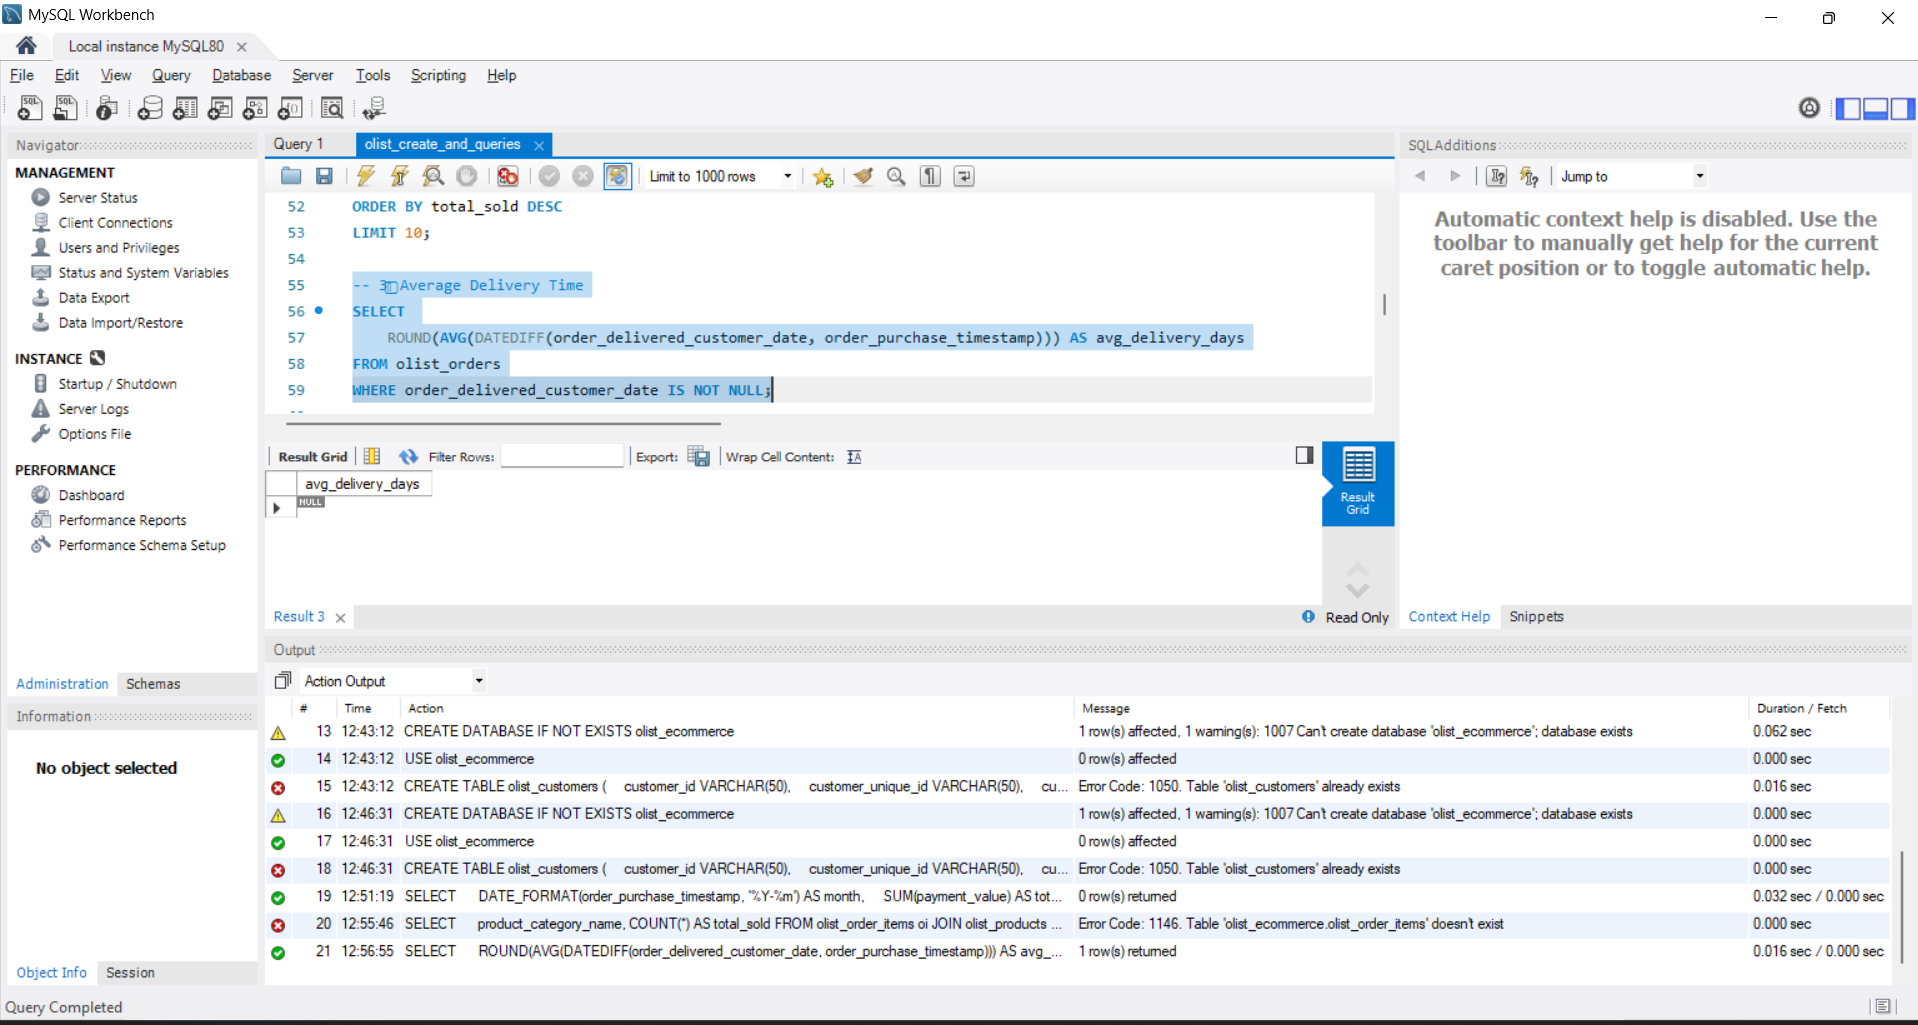 MySQL Workbench
Local instance MySQL80
File Edit View Query Database Server Tools Scripting Help
Navigator
MANAGEMENT
Server Status
Client Connections
Users and Privileges
Status and System Variables
Data Export
Data Import/Restore
INSTANCE
Startup / Shutdown
Server Logs
Options File
PERFORMANCE
Dashboard
Performance Reports
Performance Schema Setup
Administration Schemas
Information
No object selected
Object Info Session
Query 1 olist_create_and_queries
Limit to 1000 rows
52 ORDER BY total_sold DESC
53 LIMIT 10;
54
55 -- 3 Average Delivery Time
56 SELECT
57 ROUND(AVG(DATEDIFF(order_delivered_customer_date, order_purchase_timestamp))) AS avg_delivery_days
58 FROM olist_orders
59 WHERE order_delivered_customer_date IS NOT NULL;
Result Grid Filter Rows: Export: Wrap Cell Content:
avg_delivery_days
NULL
Result Grid
Result 3 Read Only
SQLAdditions
Jump to
Automatic context help is disabled. Use the
toolbar to manually get help for the current
caret position or to toggle automatic help.
Context Help Snippets
Output
Action Output
# Time Action Message Duration / Fetch
13 12:43:12 CREATE DATABASE IF NOT EXISTS olist_ecommerce 1 row(s) affected, 1 warning(s): 1007 Can't create database 'olist_ecommerce'; database exists 0.062 sec
14 12:43:12 USE olist_ecommerce 0 row(s) affected 0.000 sec
15 12:43:12 CREATE TABLE olist_customers ( customer_id VARCHAR(50), customer_unique_id VARCHAR(50), cu... Error Code: 1050. Table 'olist_customers' already exists 0.016 sec
16 12:46:31 CREATE DATABASE IF NOT EXISTS olist_ecommerce 1 row(s) affected, 1 warning(s): 1007 Can't create database 'olist_ecommerce'; database exists 0.000 sec
17 12:46:31 USE olist_ecommerce 0 row(s) affected 0.000 sec
18 12:46:31 CREATE TABLE olist_customers ( customer_id VARCHAR(50), customer_unique_id VARCHAR(50), cu... Error Code: 1050. Table 'olist_customers' already exists 0.000 sec
19 12:51:19 SELECT DATE_FORMAT(order_purchase_timestamp, '%Y-%m') AS month, SUM(payment_value) AS tot... 0 row(s) returned 0.032 sec / 0.000 sec
20 12:55:46 SELECT product_category_name, COUNT(*) AS total_sold FROM olist_order_items oi JOIN olist_products ... Error Code: 1146. Table 'olist_ecommerce.olist_order_items' doesn't exist 0.000 sec
21 12:56:55 SELECT ROUND(AVG(DATEDIFF(order_delivered_customer_date, order_purchase_timestamp))) AS avg_... 1 row(s) returned 0.016 sec / 0.000 sec
Query Completed